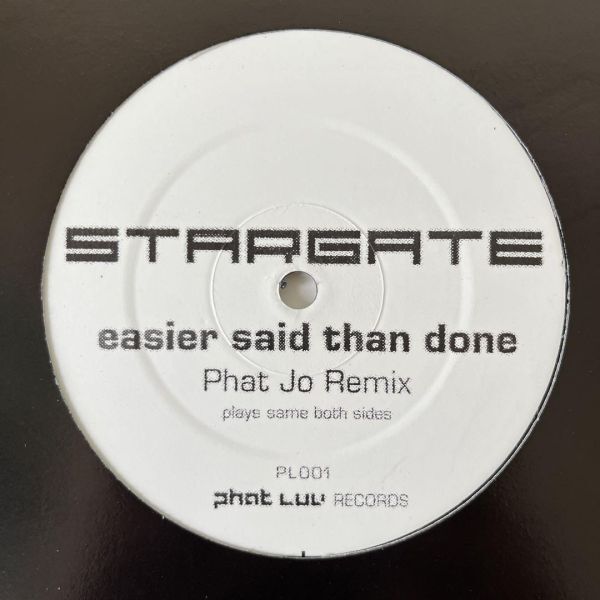 STARGATE
easier said than done
Phat Jo Remix
plays same both sides
PL001
phat luv RECORDS